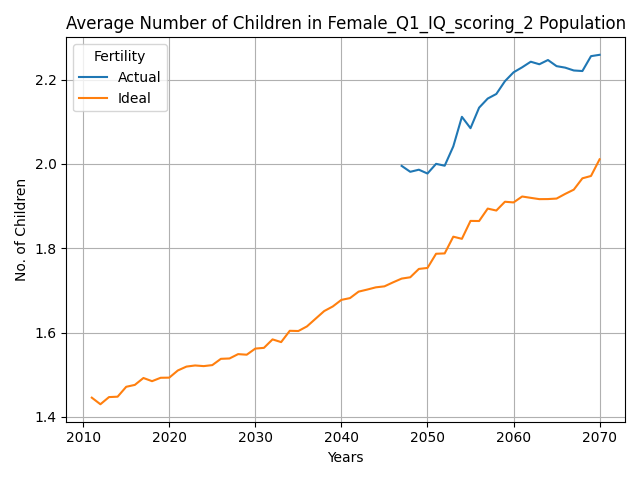 Average Number of Children in Female_Q1_IQ_scoring_2 Population
Fertility
Actual
Ideal
No. of Children
2.2
2.0
1.8
1.6
1.4
2010 2020 2030 2040 2050 2060 2070
Years